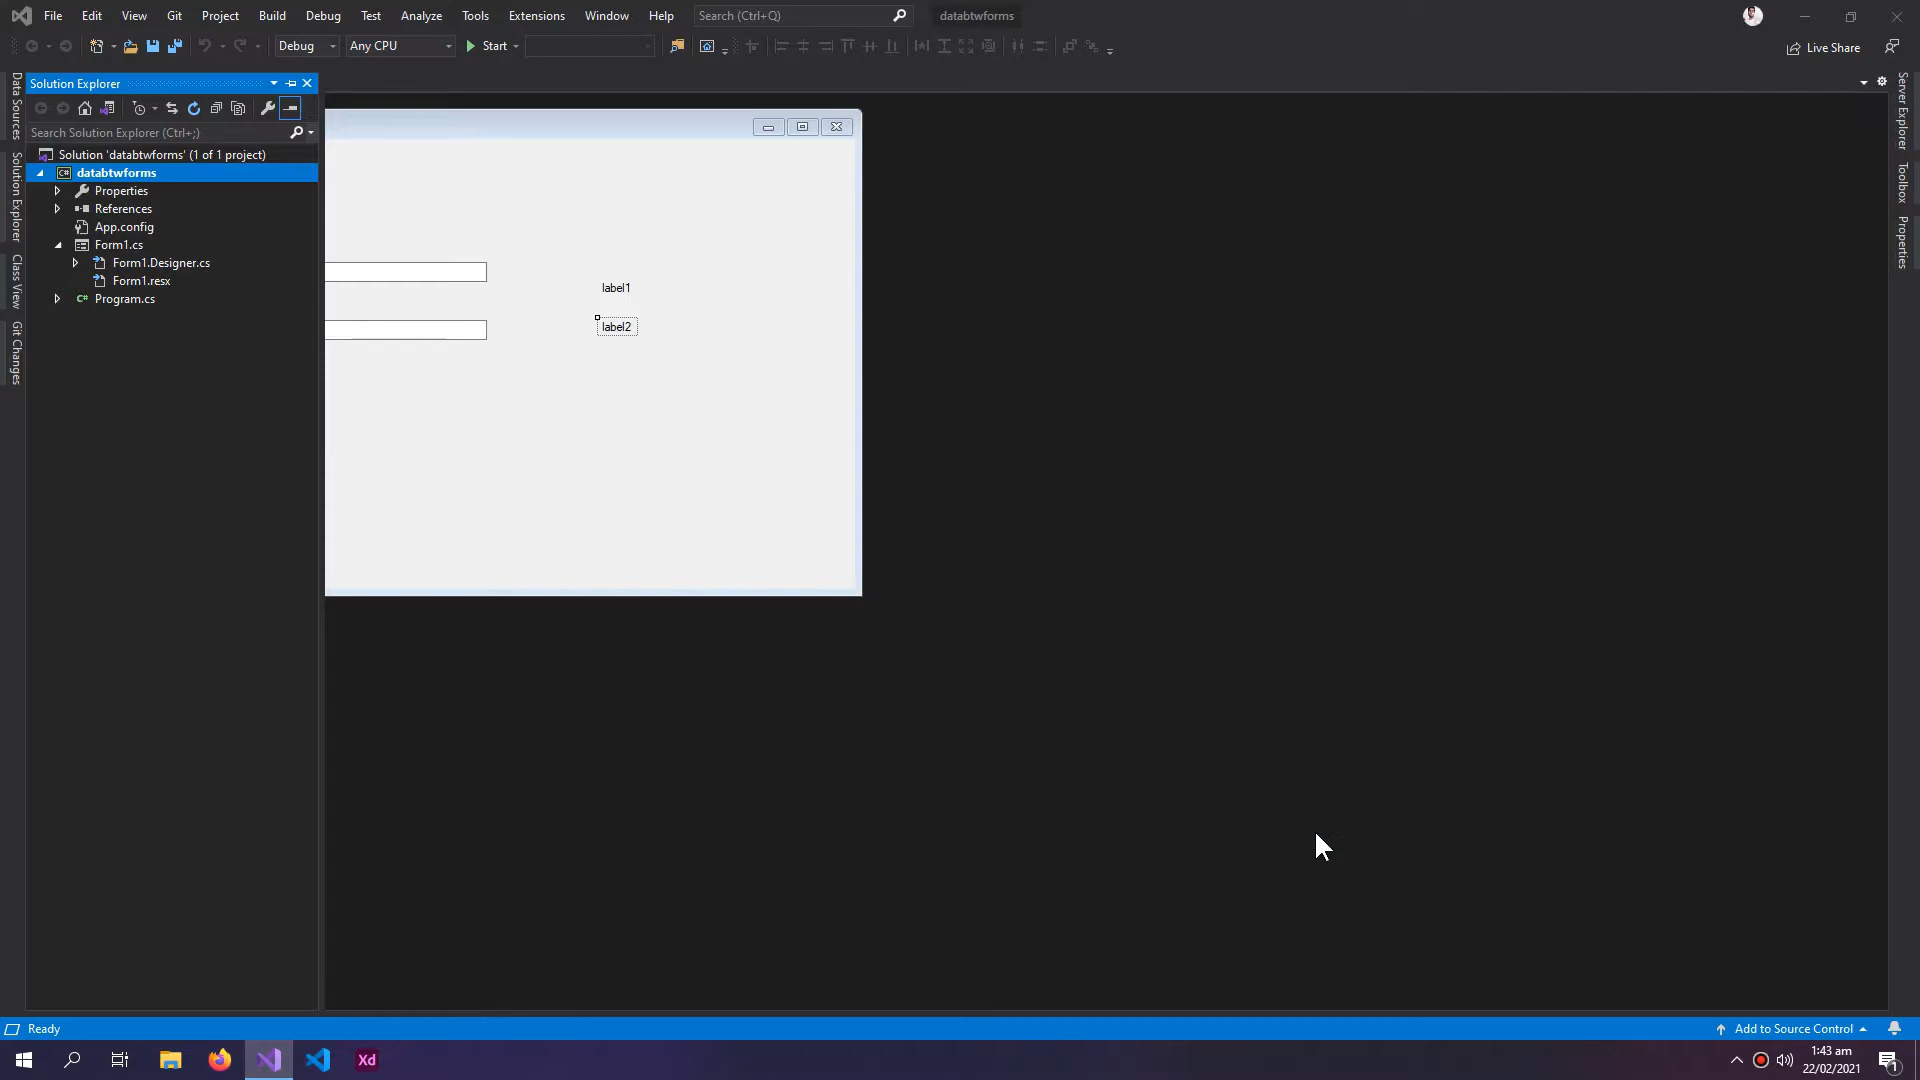 File Edit View Git Project Build Debug Test Analyze Tools Extensions Window Help Search (Ctrl+Q) databtwforms
Debug Any CPU Start Live Share
Data Sources
Solution Explorer
Class View
Git Changes
Solution Explorer
Search Solution Explorer (Ctrl+;)
Solution 'databtwforms' (1 of 1 project)
C# databtwforms
Properties
References
App.config
Form1.cs
Form1.Designer.cs
Form1.resx
C# Program.cs
label1
label2
Server Explorer
Toolbox
Properties
Ready Add to Source Control
Xd
1:43 am
22/02/2021
1